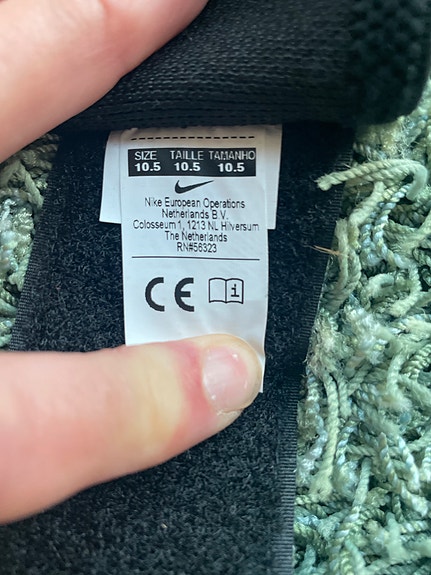 SIZE TAILLE TAMANHO
10.5 10.5 10.5
Nike European Operations
Netherlands B.V.
Colosseum 1, 1213 NL Hilversum
The Netherlands
RN#56323
CE i